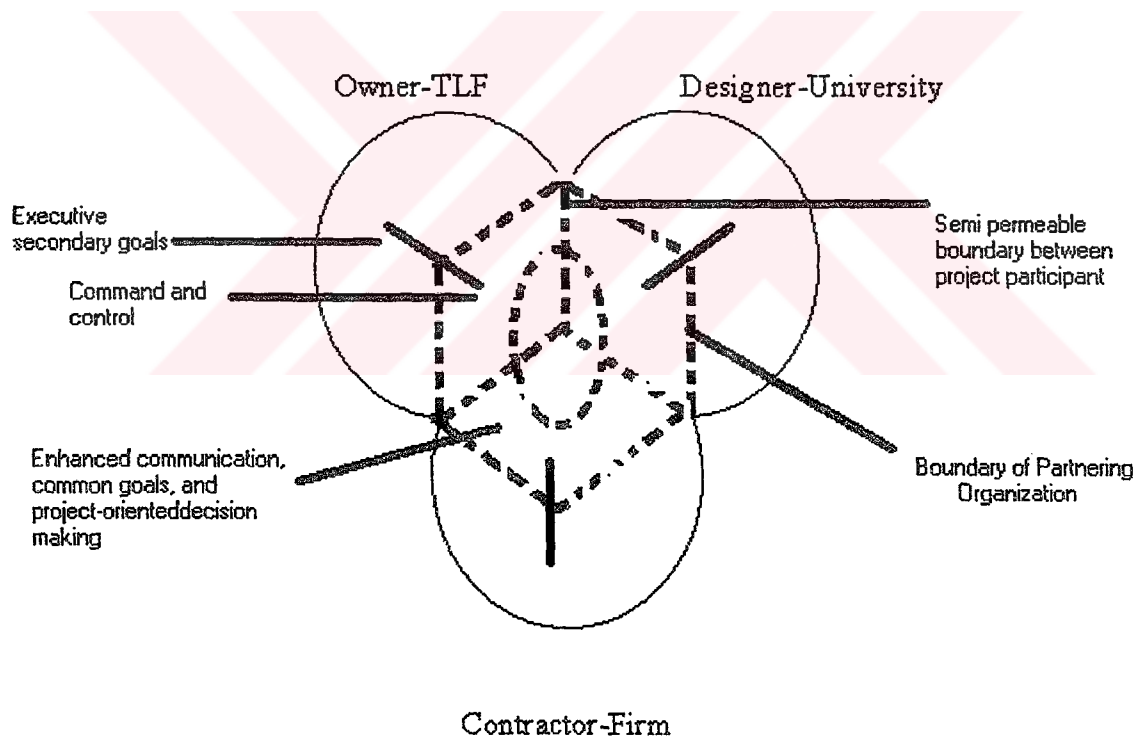 Owner-TLF
Designer-University
Executive
secondary goals
Command and
control
Semi permeable
boundary between
project participant
Enhanced communication,
common goals, and
project-orienteddecision
making
Boundary of Partnering
Organization
Contractor-Firm